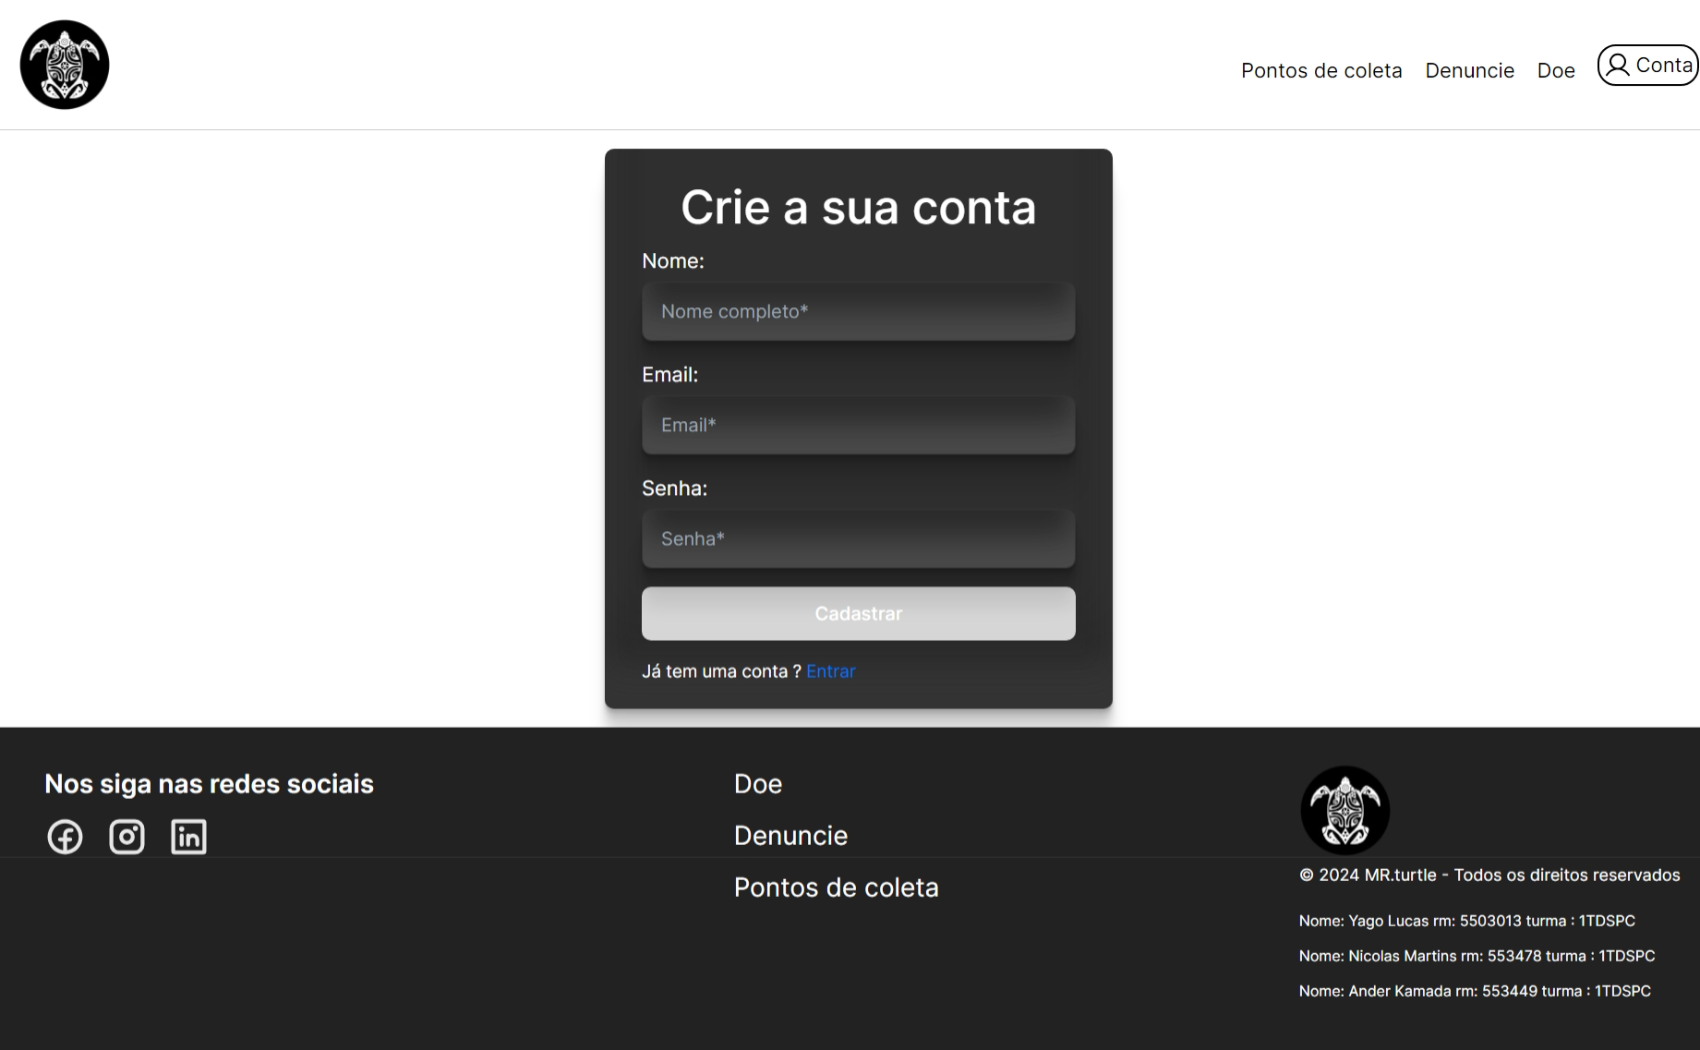 Pontos de coleta Denuncie Doe Conta
Crie a sua conta
Nome:
Nome completo*
Email:
Email*
Senha:
Senha*
Cadastrar
Já tem uma conta ? Entrar
Nos siga nas redes sociais
Doe
Denuncie
Pontos de coleta
© 2024 MR.turtle - Todos os direitos reservados
Nome: Yago Lucas rm: 5503013 turma : 1TDSPC
Nome: Nicolas Martins rm: 553478 turma : 1TDSPC
Nome: Ander Kamada rm: 553449 turma : 1TDSPC